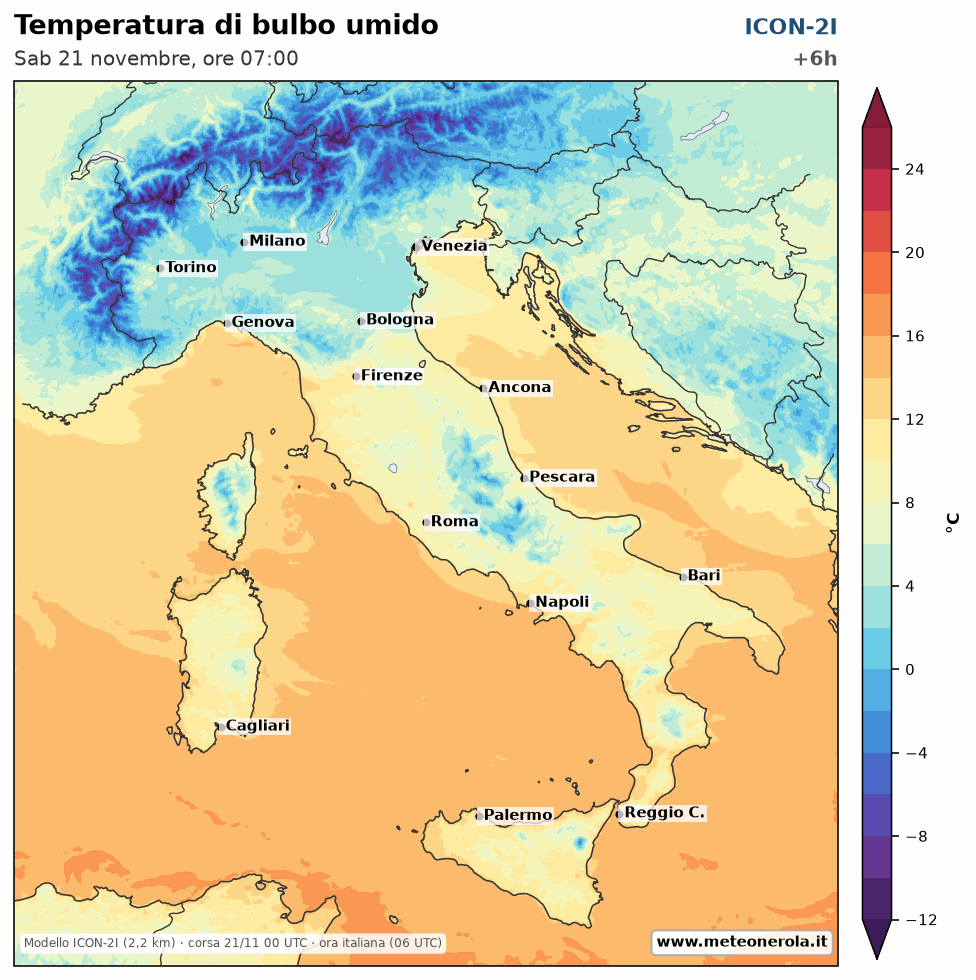 Temperatura di bulbo umido
ICON-2I
Sab 21 novembre, ore 07:00
+6h
24
20
16
12
8
4
0
−4
−8
−12
°C
Milano
Venezia
Torino
Genova
Bologna
Firenze
Ancona
Pescara
Roma
Bari
Napoli
Cagliari
Palermo
Reggio C.
Modello ICON-2I (2,2 km) · corsa 21/11 00 UTC · ora italiana (06 UTC)
www.meteonerola.it